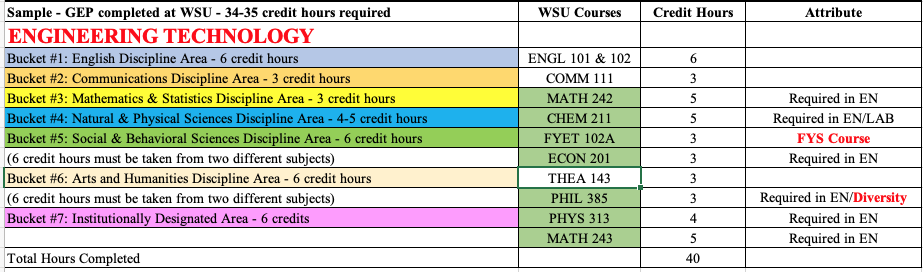 Sample - GEP completed at WSU - 34-35 credit hours required WSU Courses Credit Hours Attribute
ENGINEERING TECHNOLOGY
Bucket #1: English Discipline Area - 6 credit hours ENGL 101 & 102 6
Bucket #2: Communications Discipline Area - 3 credit hours COMM 111 3
Bucket #3: Mathematics & Statistics Discipline Area - 3 credit hours MATH 242 5 Required in EN
Bucket #4: Natural & Physical Sciences Discipline Area - 4-5 credit hours CHEM 211 5 Required in EN/LAB
Bucket #5: Social & Behavioral Sciences Discipline Area - 6 credit hours FYET 102A 3 FYS Course
(6 credit hours must be taken from two different subjects) ECON 201 3 Required in EN
Bucket #6: Arts and Humanities Discipline Area - 6 credit hours THEA 143 3
(6 credit hours must be taken from two different subjects) PHIL 385 3 Required in EN/Diversity
Bucket #7: Institutionally Designated Area - 6 credits PHYS 313 4 Required in EN
MATH 243 5 Required in EN
Total Hours Completed 40